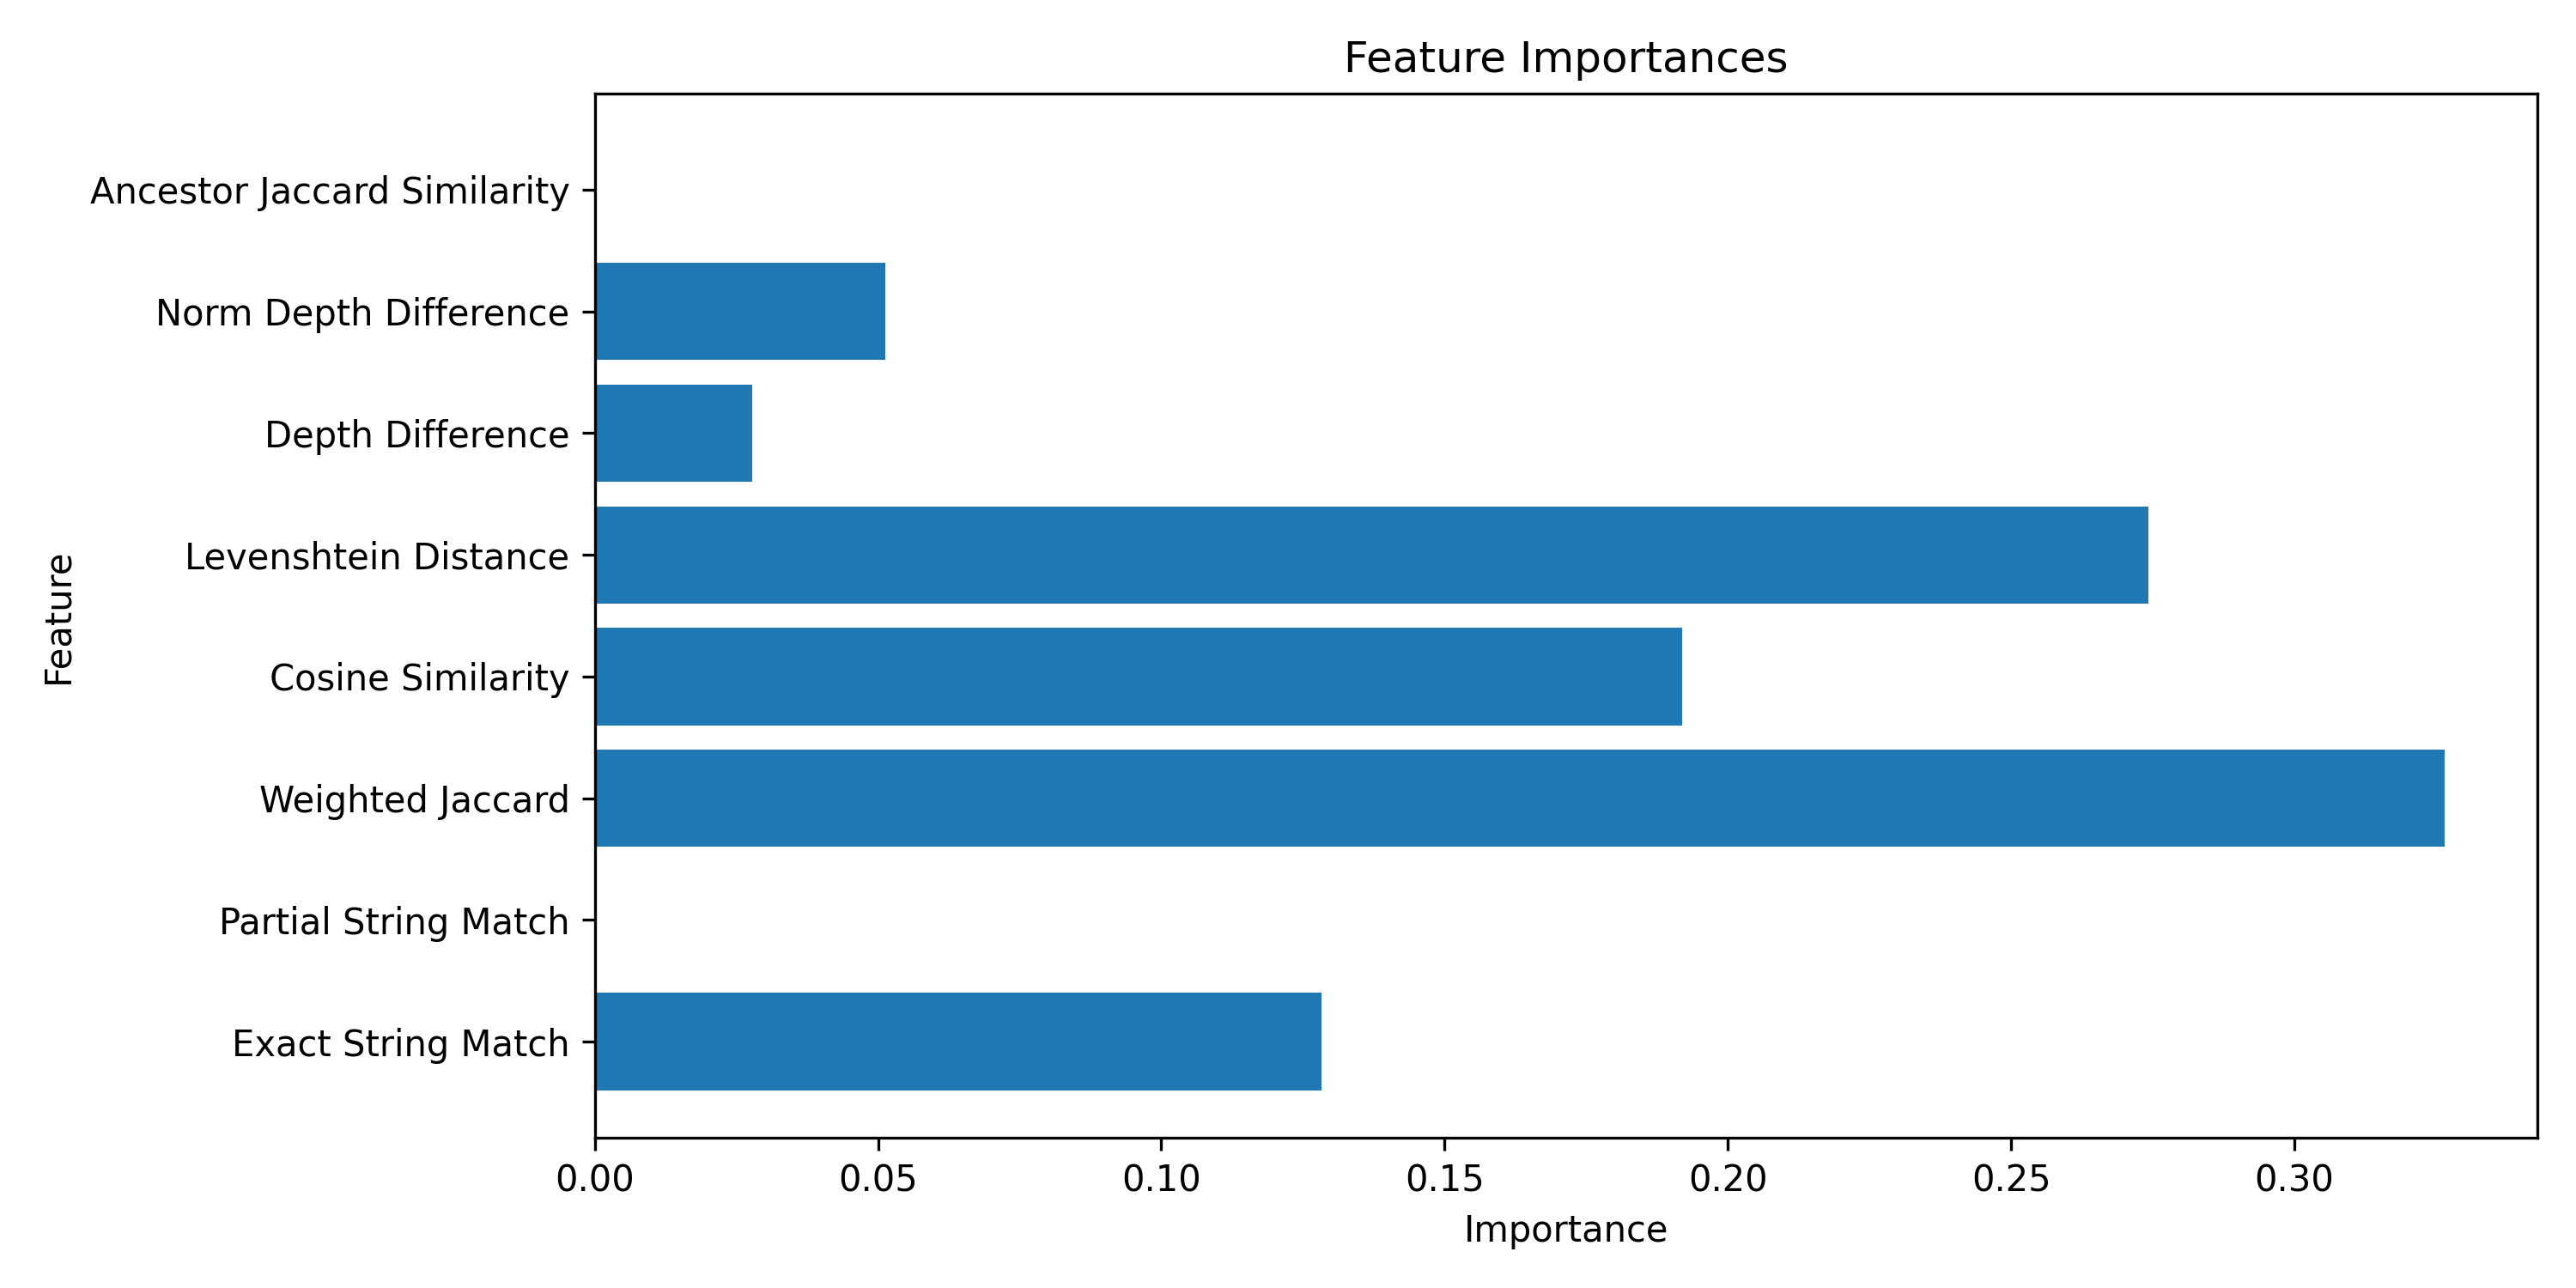 Feature Importances
Ancestor Jaccard Similarity
Norm Depth Difference
Depth Difference
Levenshtein Distance
Cosine Similarity
Weighted Jaccard
Partial String Match
Exact String Match
Feature
0.00 0.05 0.10 0.15 0.20 0.25 0.30
Importance